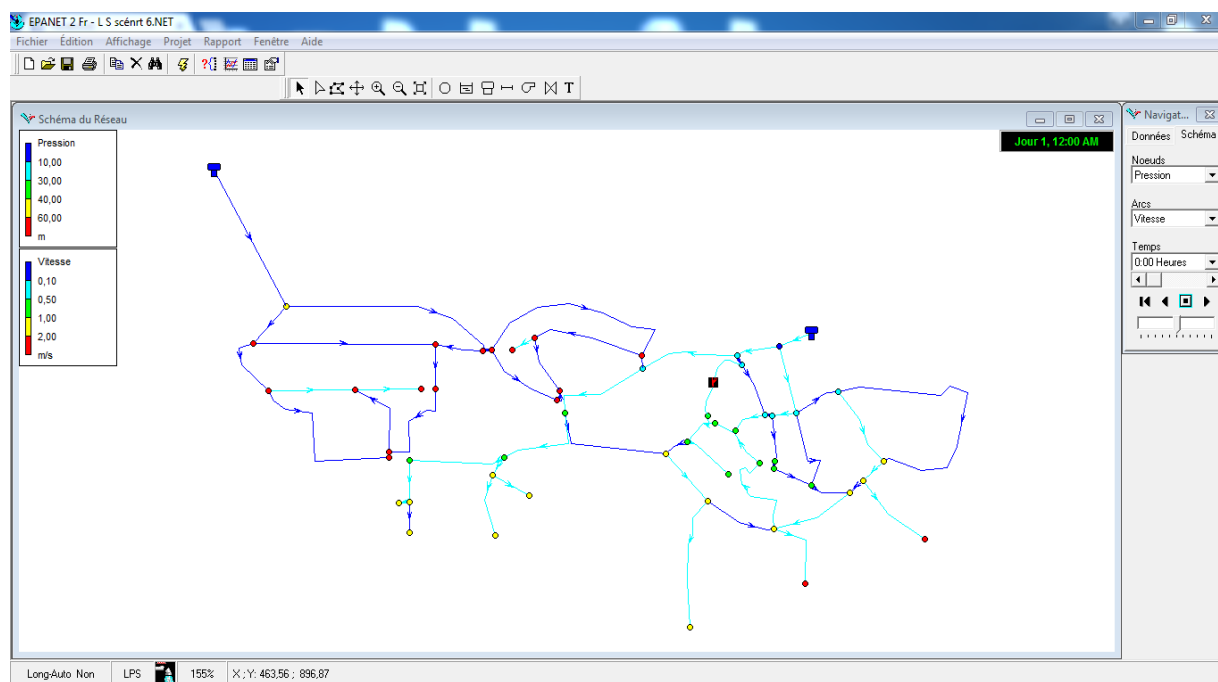 EPANET 2 Fr - L S scénrt 6.NET
Fichier Édition Affichage Projet Rapport Fenêtre Aide
T
Schéma du Réseau
Pression
10,00
30,00
40,00
60,00
m
Vitesse
0,10
0,50
1,00
2,00
m/s
Jour 1, 12:00 AM
Navigat...
Données Schéma
Noeuds
Pression
Arcs
Vitesse
Temps
0:00 Heures
Long-Auto Non LPS 155% X ; Y: 463,56 ; 896,87